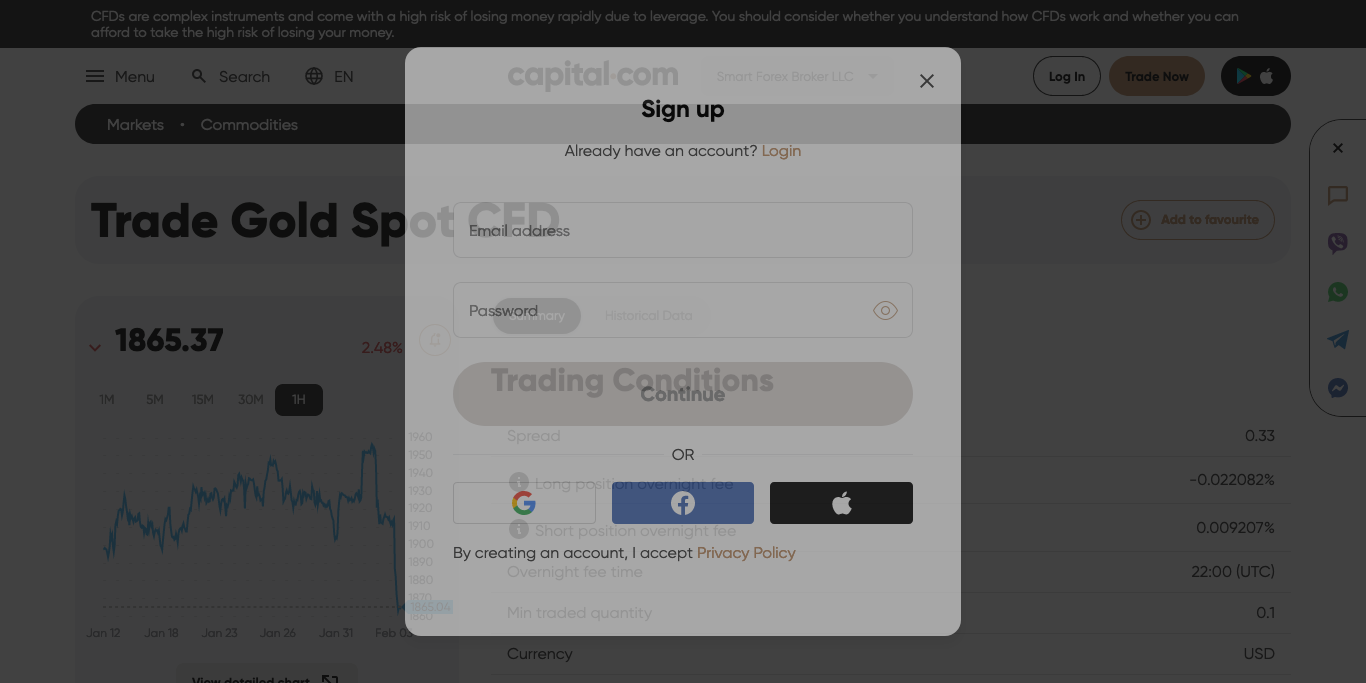 CFDs are complex instruments and come with a high risk of losing money rapidly due to leverage. You should consider whether you understand how CFDs work and whether you can
afford to take the high risk of losing your money.
Menu
Search
EN
capital.com
Smart Forex Broker LLC
Log In
Trade Now
Markets
Commodities
Sign up
Already have an account? Login
Trade Gold Spot CFD
Add to favourite
Email address
Password
Summary
Historical Data
1865.37
2.48%
1M
5M
15M
30M
1H
Trading Conditions
Continue
Spread
0.33
OR
Long position overnight fee
-0.022082%
Short position overnight fee
0.009207%
By creating an account, I accept Privacy Policy
Overnight fee time
22:00 (UTC)
Min traded quantity
0.1
Currency
USD
1960
1950
1940
1930
1920
1910
1900
1890
1880
1870
1865.04
1860
Jan 12
Jan 18
Jan 23
Jan 26
Jan 31
Feb 03
View detailed chart